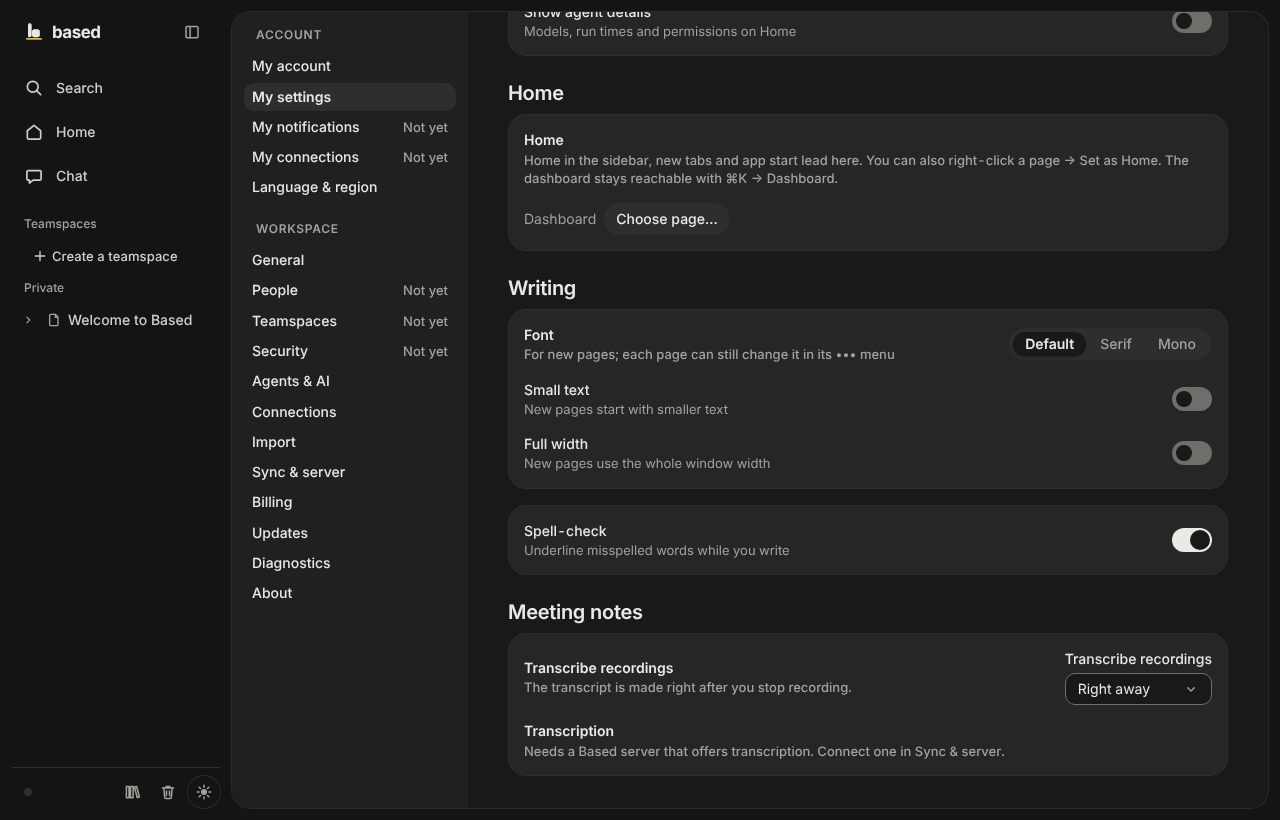 based
Search
Home
Chat
Teamspaces
Create a teamspace
Private
Welcome to Based
ACCOUNT
My account
My settings
My notifications Not yet
My connections Not yet
Language & region
WORKSPACE
General
People Not yet
Teamspaces Not yet
Security Not yet
Agents & AI
Connections
Import
Sync & server
Billing
Updates
Diagnostics
About
Show agent details
Models, run times and permissions on Home
Home
Home
Home in the sidebar, new tabs and app start lead here. You can also right-click a page → Set as Home. The
dashboard stays reachable with ⌘K → Dashboard.
Dashboard Choose page...
Writing
Font
For new pages; each page can still change it in its ••• menu
Default Serif Mono
Small text
New pages start with smaller text
Full width
New pages use the whole window width
Spell-check
Underline misspelled words while you write
Meeting notes
Transcribe recordings
The transcript is made right after you stop recording.
Transcribe recordings
Right away
Transcription
Needs a Based server that offers transcription. Connect one in Sync & server.